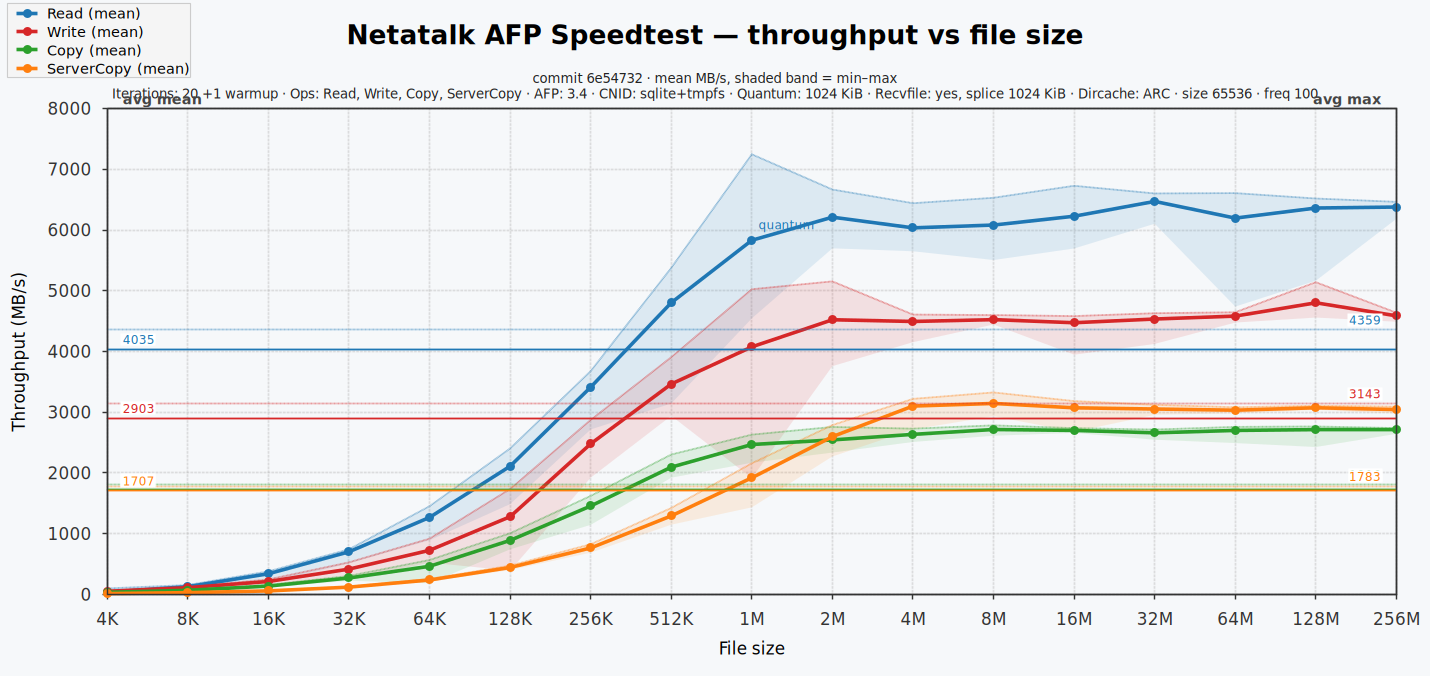 Read (mean)
Write (mean)
Copy (mean)
ServerCopy (mean)
Netatalk AFP Speedtest — throughput vs file size
commit 6e54732 · mean MB/s, shaded band = min–max
Iterations: 20 +1 warmup · Ops: Read, Write, Copy, ServerCopy · AFP: 3.4 · CNID: sqlite+tmpfs · Quantum: 1024 KiB · Recvfile: yes, splice 1024 KiB · Dircache: ARC · size 65536 · freq 100
avg mean
avg max
8000
7000
6000
5000
4000
3000
2000
1000
0
Throughput (MB/s)
quantum
4035
4359
2903
3143
1707
1783
4K 8K 16K 32K 64K 128K 256K 512K 1M 2M 4M 8M 16M 32M 64M 128M 256M
File size